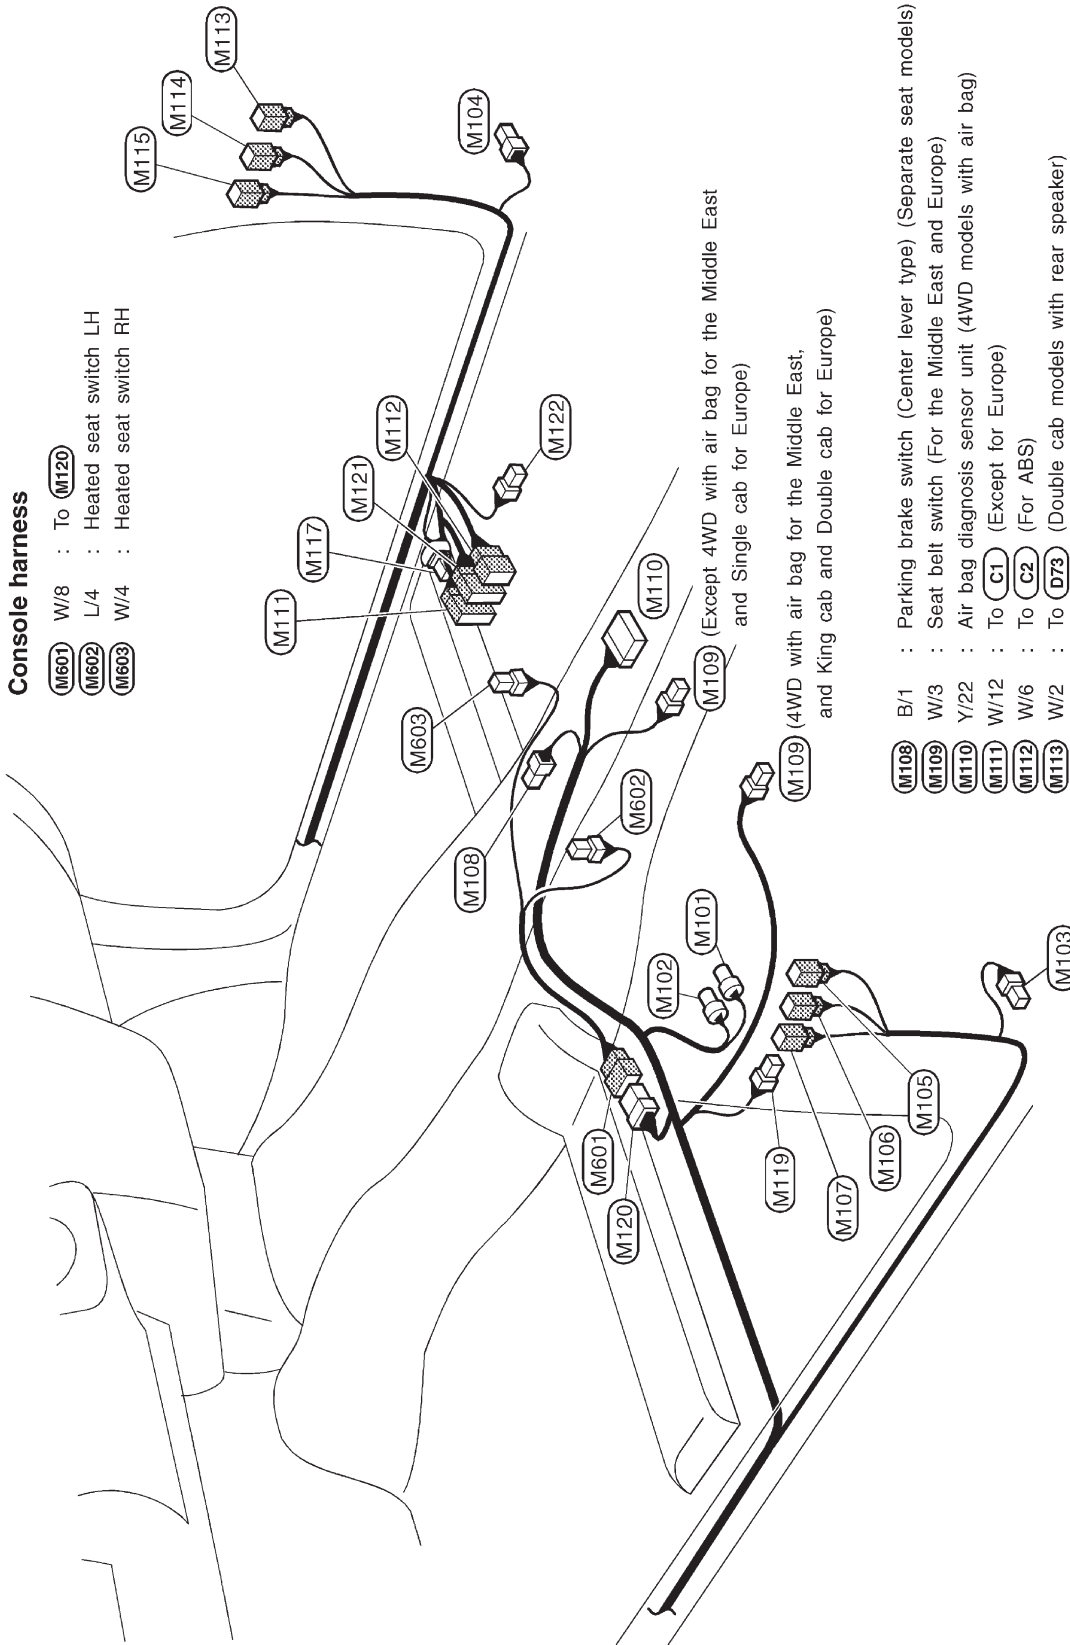 Console harness
M601 W/8 : To M120
M602 L/4 : Heated seat switch LH
M603 W/4 : Heated seat switch RH
M115
M114
M113
M104
M112
M121
M117
M111
M122
M603
M110
M109 (Except 4WD with air bag for the Middle East
and Single cab for Europe)
M108
M602
M109 (4WD with air bag for the Middle East,
and King cab and Double cab for Europe)
M102
M101
M601
M120
M119
M107
M106
M105
M103
M108 B/1 : Parking brake switch (Center lever type) (Separate seat models)
M109 W/3 : Seat belt switch (For the Middle East and Europe)
M110 Y/22 : Air bag diagnosis sensor unit (4WD models with air bag)
M111 W/12 : To C1 (Except for Europe)
M112 W/6 : To C2 (For ABS)
M113 W/2 : To D73 (Double cab models with rear speaker)